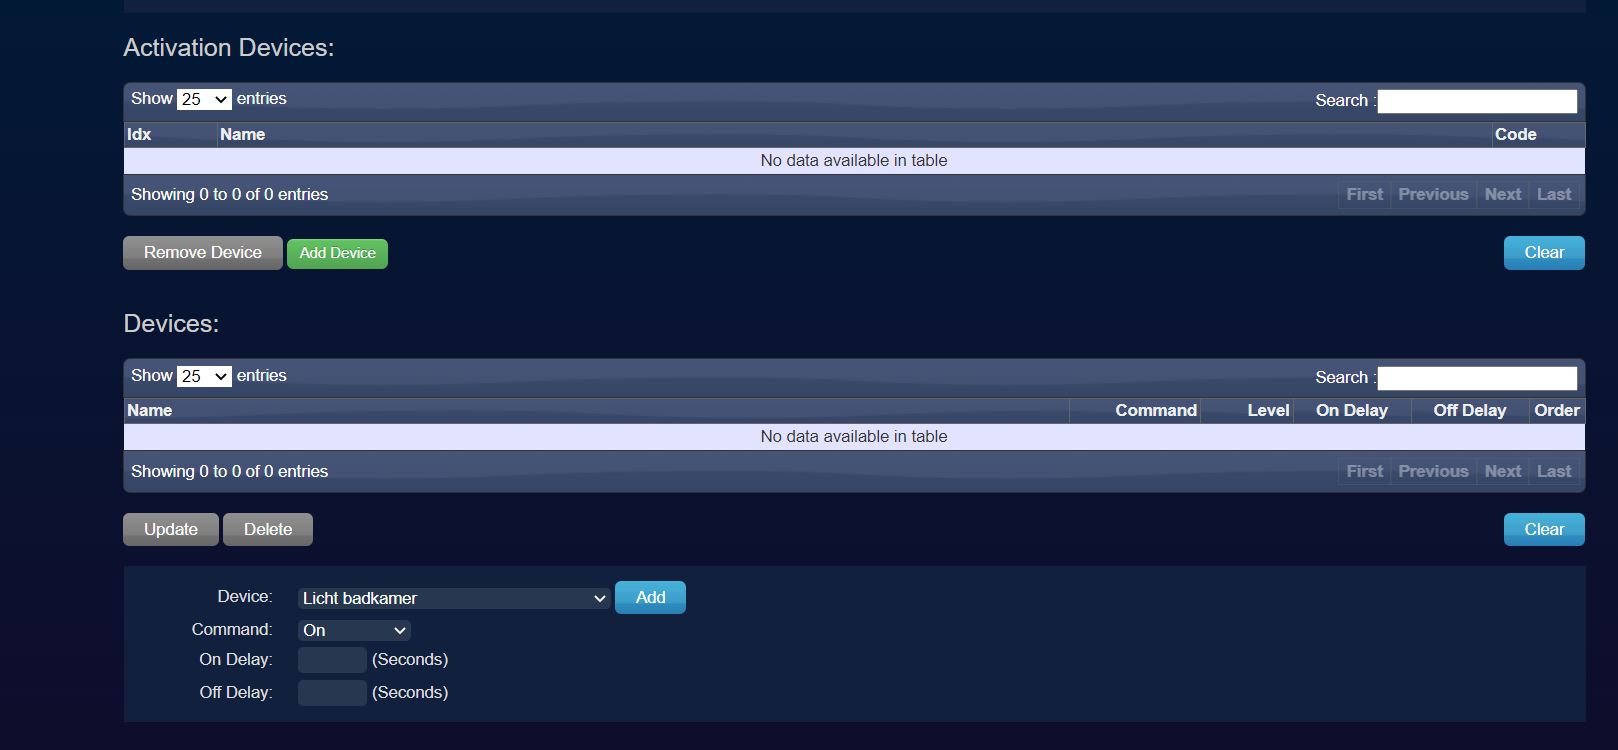 Activation Devices:
Show 25 entries Search :
Idx Name Code
No data available in table
Showing 0 to 0 of 0 entries First Previous Next Last
Remove Device Add Device Clear
Devices:
Show 25 entries Search :
Name Command Level On Delay Off Delay Order
No data available in table
Showing 0 to 0 of 0 entries First Previous Next Last
Update Delete Clear
Device: Licht badkamer Add
Command: On
On Delay: (Seconds)
Off Delay: (Seconds)